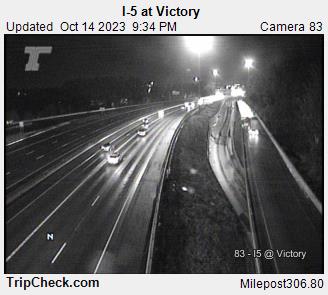 I-5 at Victory
Updated Oct 14 2023 9:34 PM Camera 83
T
N
83 - I5 @ Victory
TripCheck.com Milepost306.80